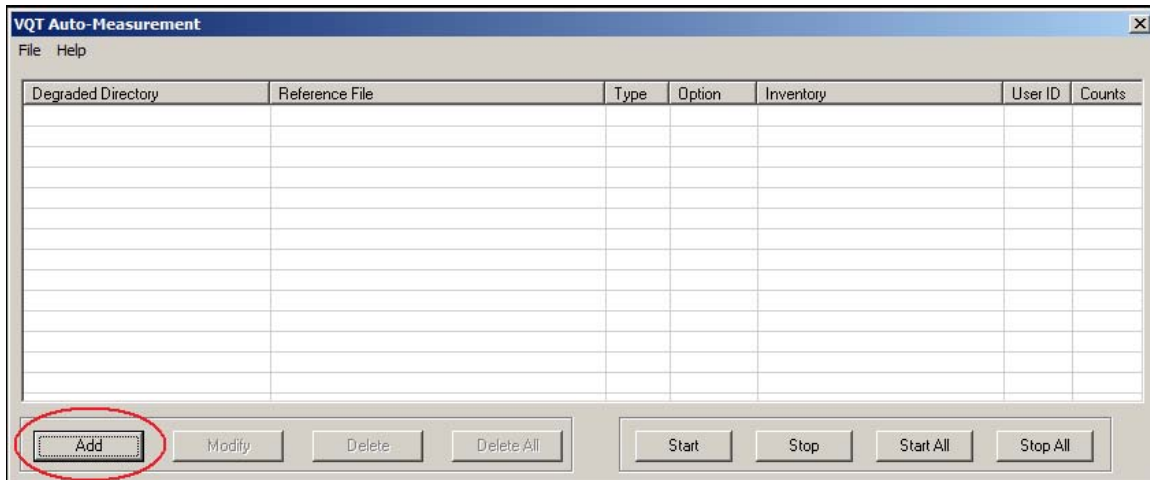 VQT Auto-Measurement
File Help
Degraded Directory Reference File Type Option Inventory User ID Counts
Add Modify Delete Delete All Start Stop Start All Stop All